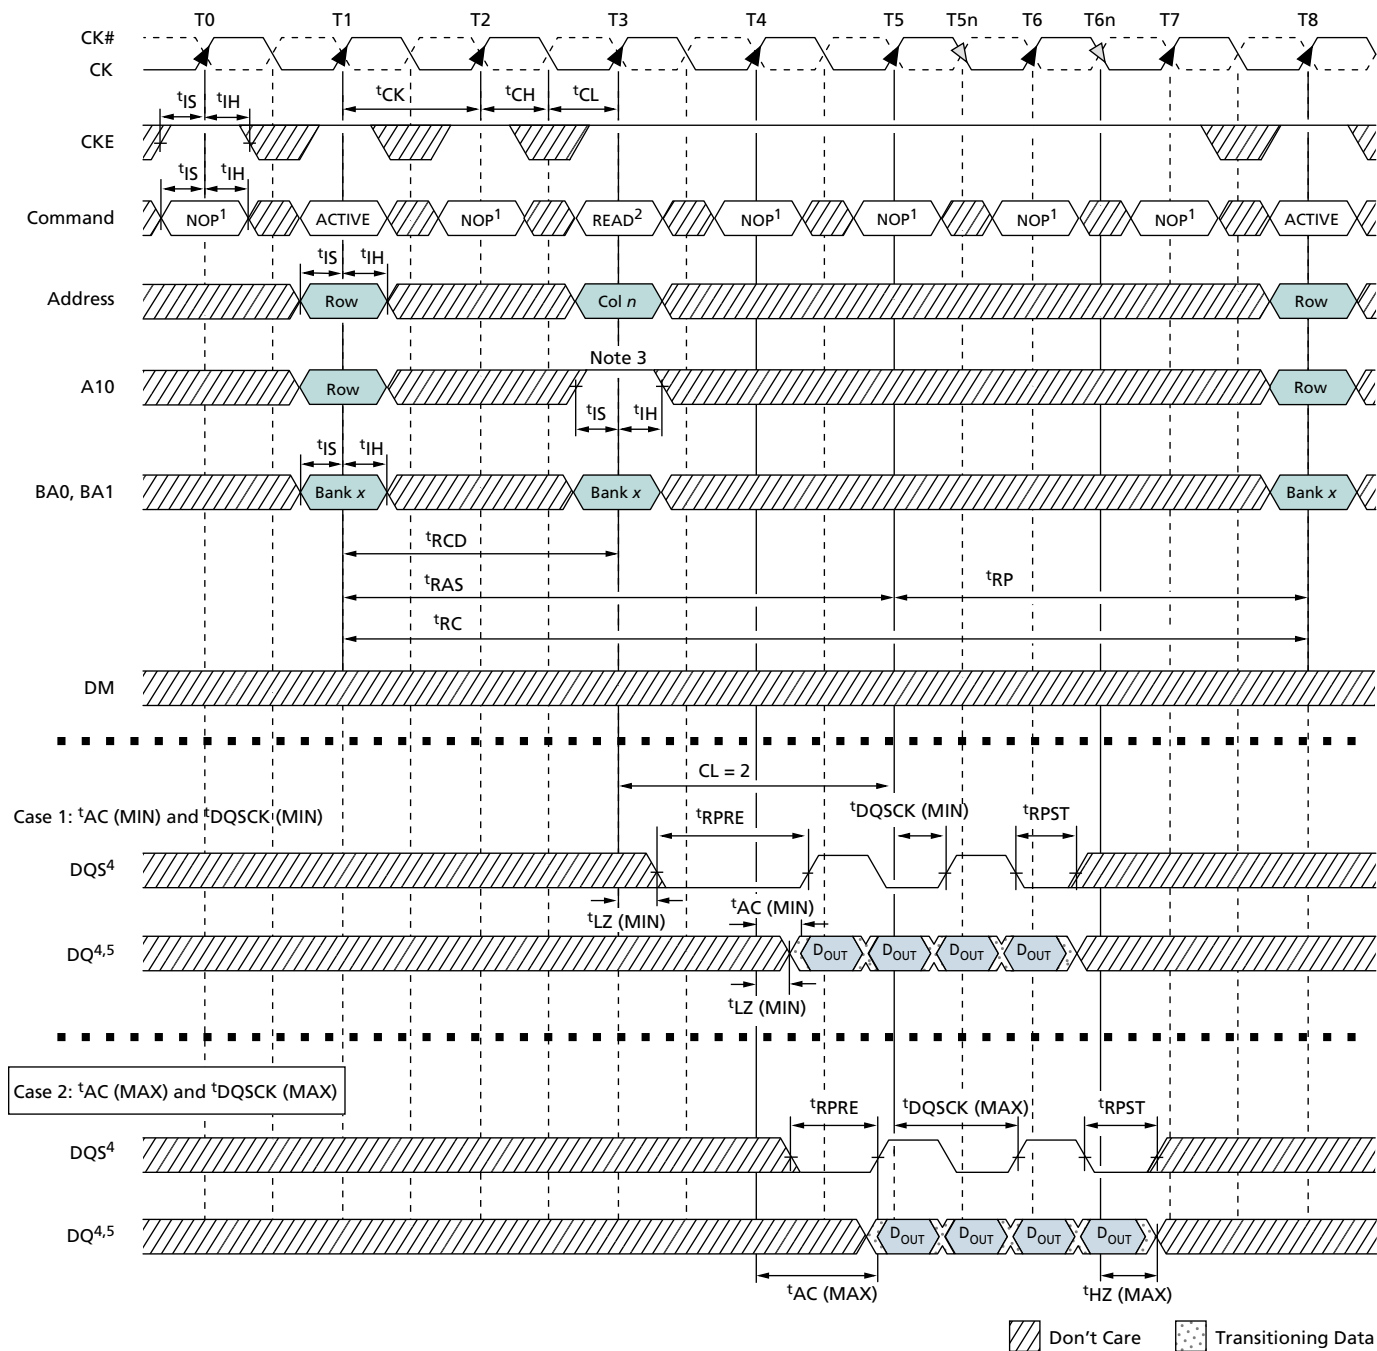 T0 T1 T2 T3 T4 T5 T5n T6 T6n T7 T8
CK#
CK
tCK tCH tCL
tIS tIH
CKE
tIS tIH
Command NOP1 ACTIVE NOP1 READ2 NOP1 NOP1 NOP1 NOP1 ACTIVE
tIS tIH
Address Row Col n Row
Note 3
A10 Row Row
tIS tIH
tIS tIH
BA0, BA1 Bank x Bank x Bank x
tRCD
tRAS tRP
tRC
DM
CL = 2
Case 1: tAC (MIN) and tDQSCK (MIN)
tRPRE tDQSCK (MIN) tRPST
DQS4
tLZ (MIN) tAC (MIN)
DQ4,5 DOUT DOUT DOUT DOUT
tLZ (MIN)
Case 2: tAC (MAX) and tDQSCK (MAX)
tRPRE tDQSCK (MAX) tRPST
DQS4
DQ4,5 DOUT DOUT DOUT DOUT
tAC (MAX) tHZ (MAX)
Don't Care Transitioning Data